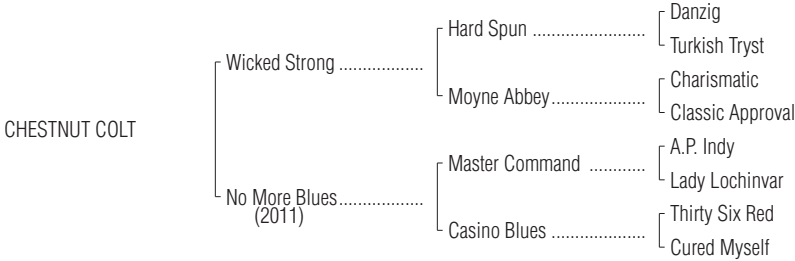 Danzig
Hard Spun ........................
Turkish Tryst
Wicked Strong ..................
Charismatic
Moyne Abbey....................
Classic Approval
CHESTNUT COLT
A.P. Indy
Master Command ............
Lady Lochinvar
No More Blues..................
(2011)
Thirty Six Red
Casino Blues ....................
Cured Myself